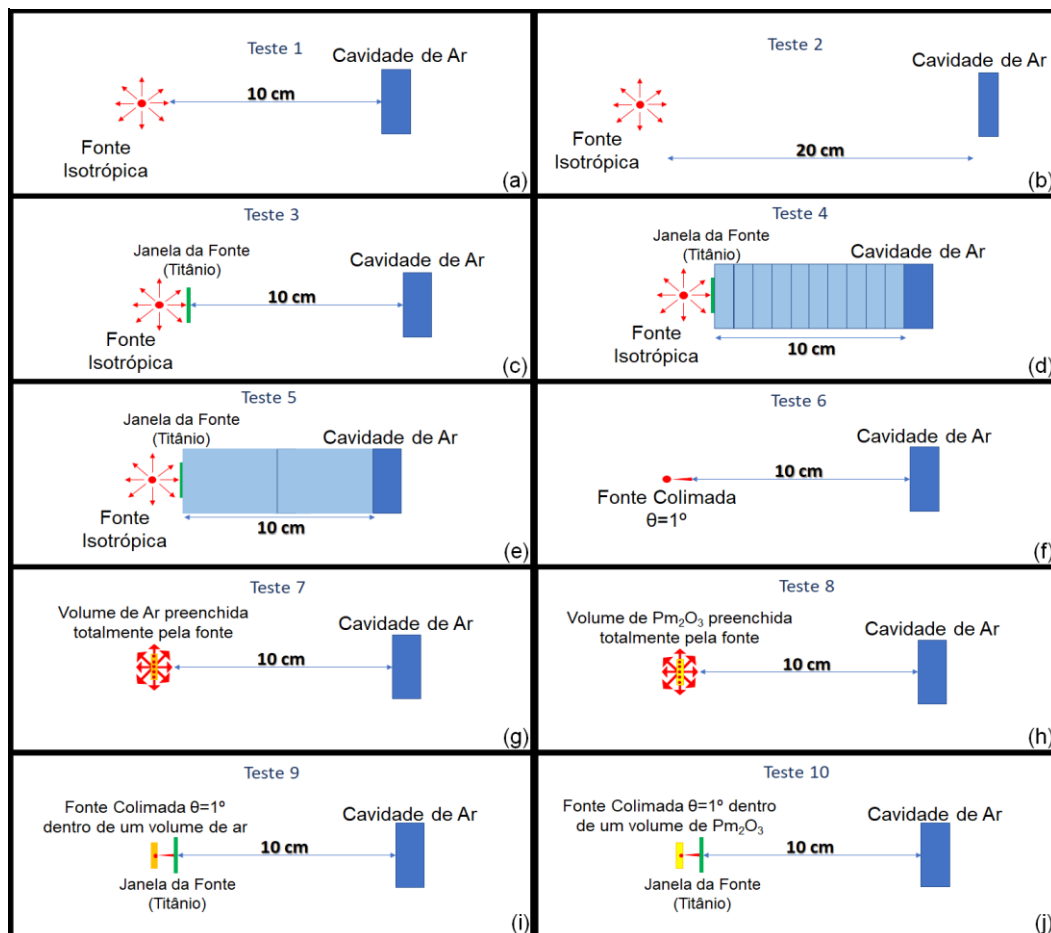 Teste 1
Cavidade de Ar
10 cm
Fonte
Isotrópica
(a)
Teste 2
Cavidade de Ar
Fonte
Isotrópica
20 cm
(b)
Teste 3
Janela da Fonte
(Titânio)
Cavidade de Ar
10 cm
Fonte
Isotrópica
(c)
Teste 4
Janela da Fonte
(Titânio)
Cavidade de Ar
Fonte
Isotrópica
10 cm
(d)
Teste 5
Janela da Fonte
(Titânio)
Cavidade de Ar
Fonte
Isotrópica
10 cm
(e)
Teste 6
Cavidade de Ar
10 cm
Fonte Colimada
θ=1º
(f)
Teste 7
Volume de Ar preenchida
totalmente pela fonte
Cavidade de Ar
10 cm
(g)
Teste 8
Volume de Pm₂O₃ preenchida
totalmente pela fonte
Cavidade de Ar
10 cm
(h)
Teste 9
Fonte Colimada θ=1º
dentro de um volume de ar
Cavidade de Ar
10 cm
Janela da Fonte
(Titânio)
(i)
Teste 10
Fonte Colimada θ=1º dentro
de um volume de Pm₂O₃
Cavidade de Ar
10 cm
Janela da Fonte
(Titânio)
(j)